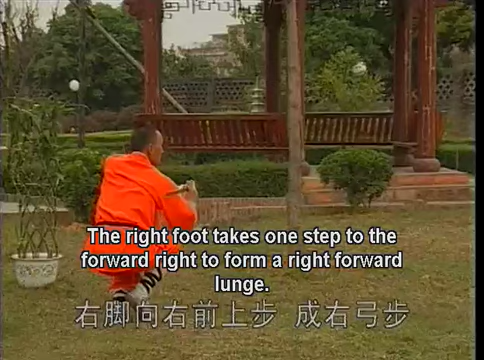 The right foot takes one step to the
forward right to form a right forward
lunge.
右脚向右前上步 成右弓步